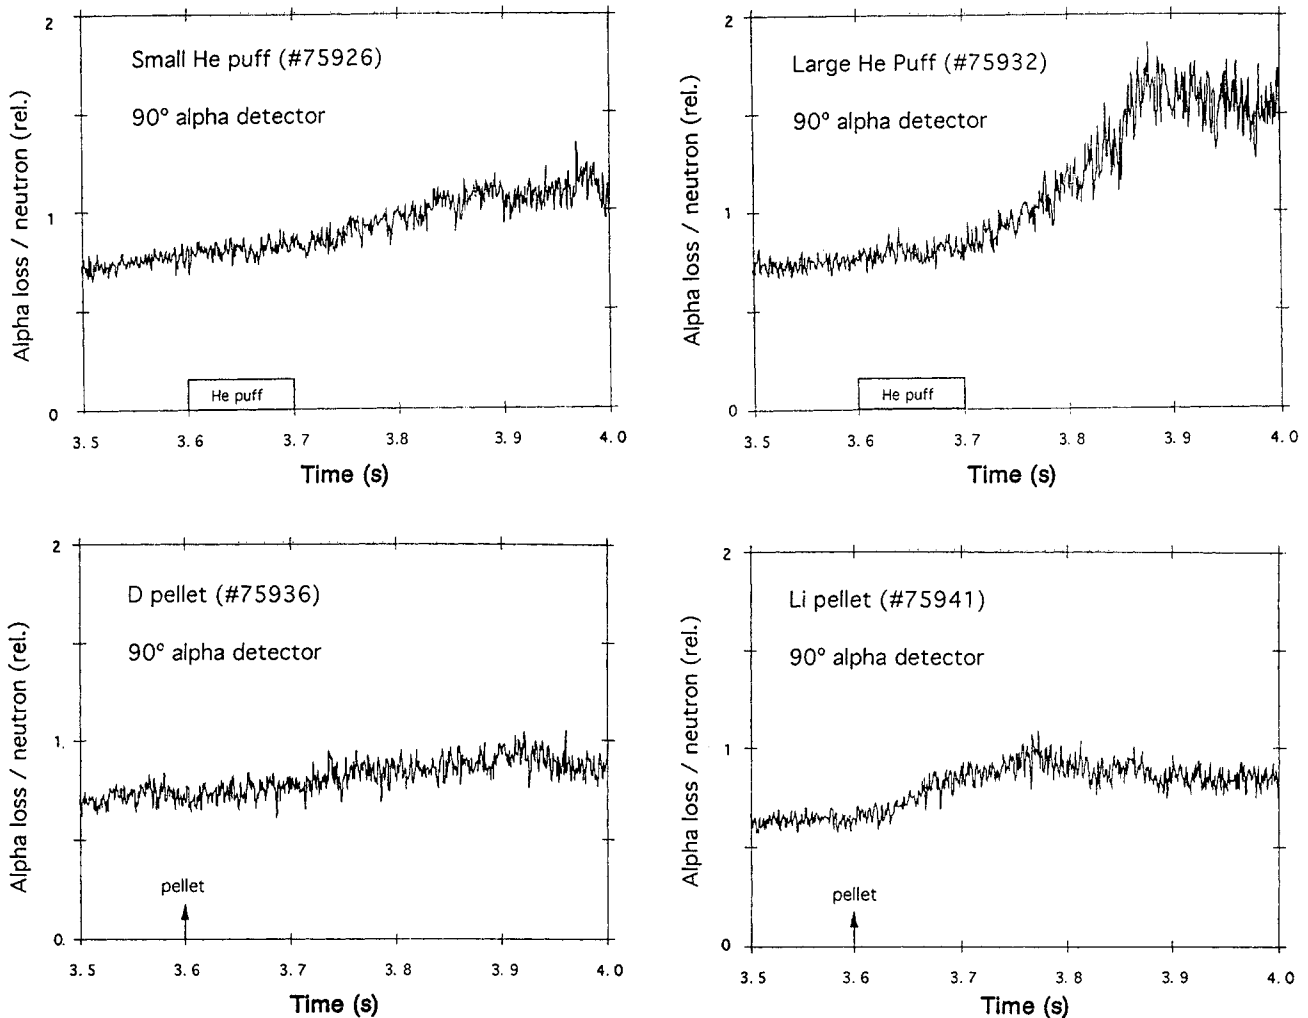 Small He puff (#75926)
90° alpha detector
Alpha loss / neutron (rel.)
2
1
0
He puff
3.5 3.6 3.7 3.8 3.9 4.0
Time (s)
Large He Puff (#75932)
90° alpha detector
Alpha loss / neutron (rel.)
2
1
0
He puff
3.5 3.6 3.7 3.8 3.9 4.0
Time (s)
D pellet (#75936)
90° alpha detector
Alpha loss / neutron (rel.)
2
1.
0.
pellet
3.5 3.6 3.7 3.8 3.9 4.0
Time (s)
Li pellet (#75941)
90° alpha detector
Alpha loss / neutron (rel.)
2
1
0
pellet
3.5 3.6 3.7 3.8 3.9 4.0
Time (s)